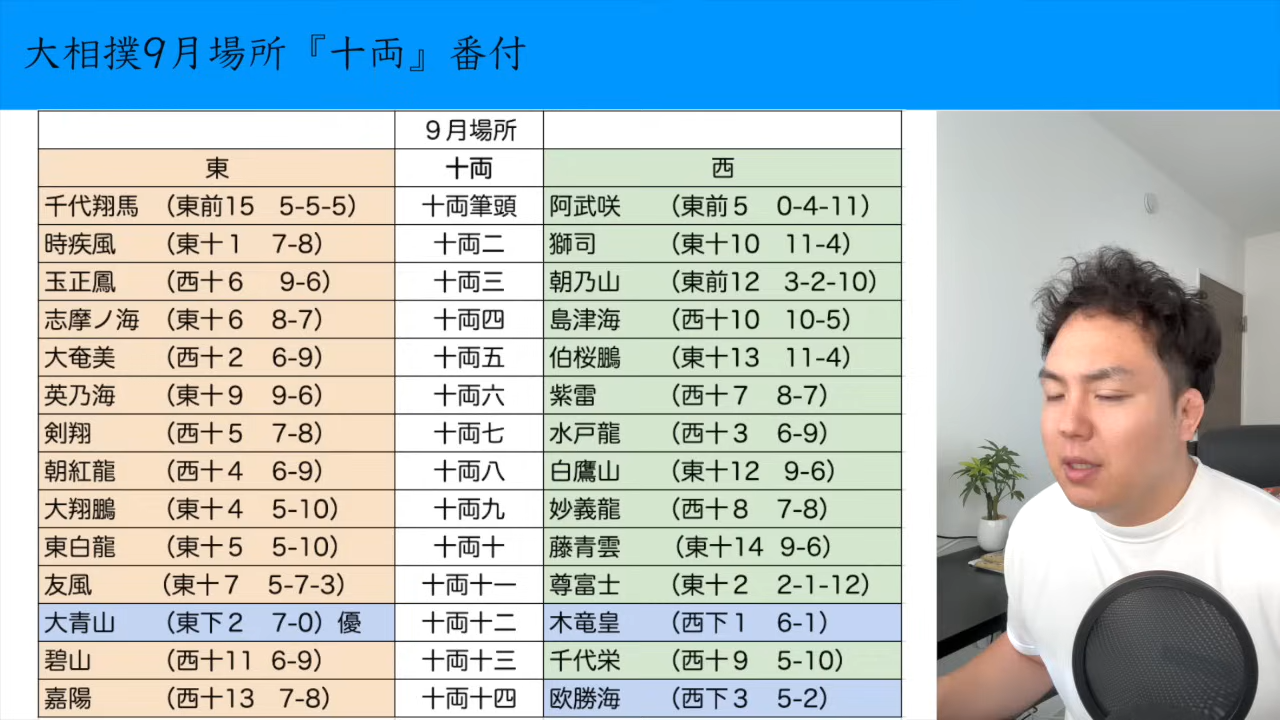 大相撲9月場所『十両』番付
９月場所
東 十両 西
千代翔馬 （東前15 5-5-5） 十両筆頭 阿武咲 （東前５ 0-4-11）
時疾風 （東十１ 7-8） 十両二 獅司 （東十10 11-4）
玉正鳳 （西十６ 9-6） 十両三 朝乃山 （東前12 3-2-10）
志摩ノ海 （東十６ 8-7） 十両四 島津海 （西十10 10-5）
大奄美 （西十２ 6-9） 十両五 伯桜鵬 （東十13 11-4）
英乃海 （東十９ 9-6） 十両六 紫雷 （西十７ 8-7）
剣翔 （西十５ 7-8） 十両七 水戸龍 （西十３ 6-9）
朝紅龍 （西十４ 6-9） 十両八 白鷹山 （東十12 9-6）
大翔鵬 （東十４ 5-10） 十両九 妙義龍 （西十８ 7-8）
東白龍 （東十５ 5-10） 十両十 藤青雲 （東十14 9-6）
友風 （東十７ 5-7-3） 十両十一 尊富士 （東十２ 2-1-12）
大青山 （東下２ 7-0）優 十両十二 木竜皇 （西下１ 6-1）
碧山 （西十11 6-9） 十両十三 千代栄 （西十９ 5-10）
嘉陽 （西十13 7-8） 十両十四 欧勝海 （西下３ 5-2）